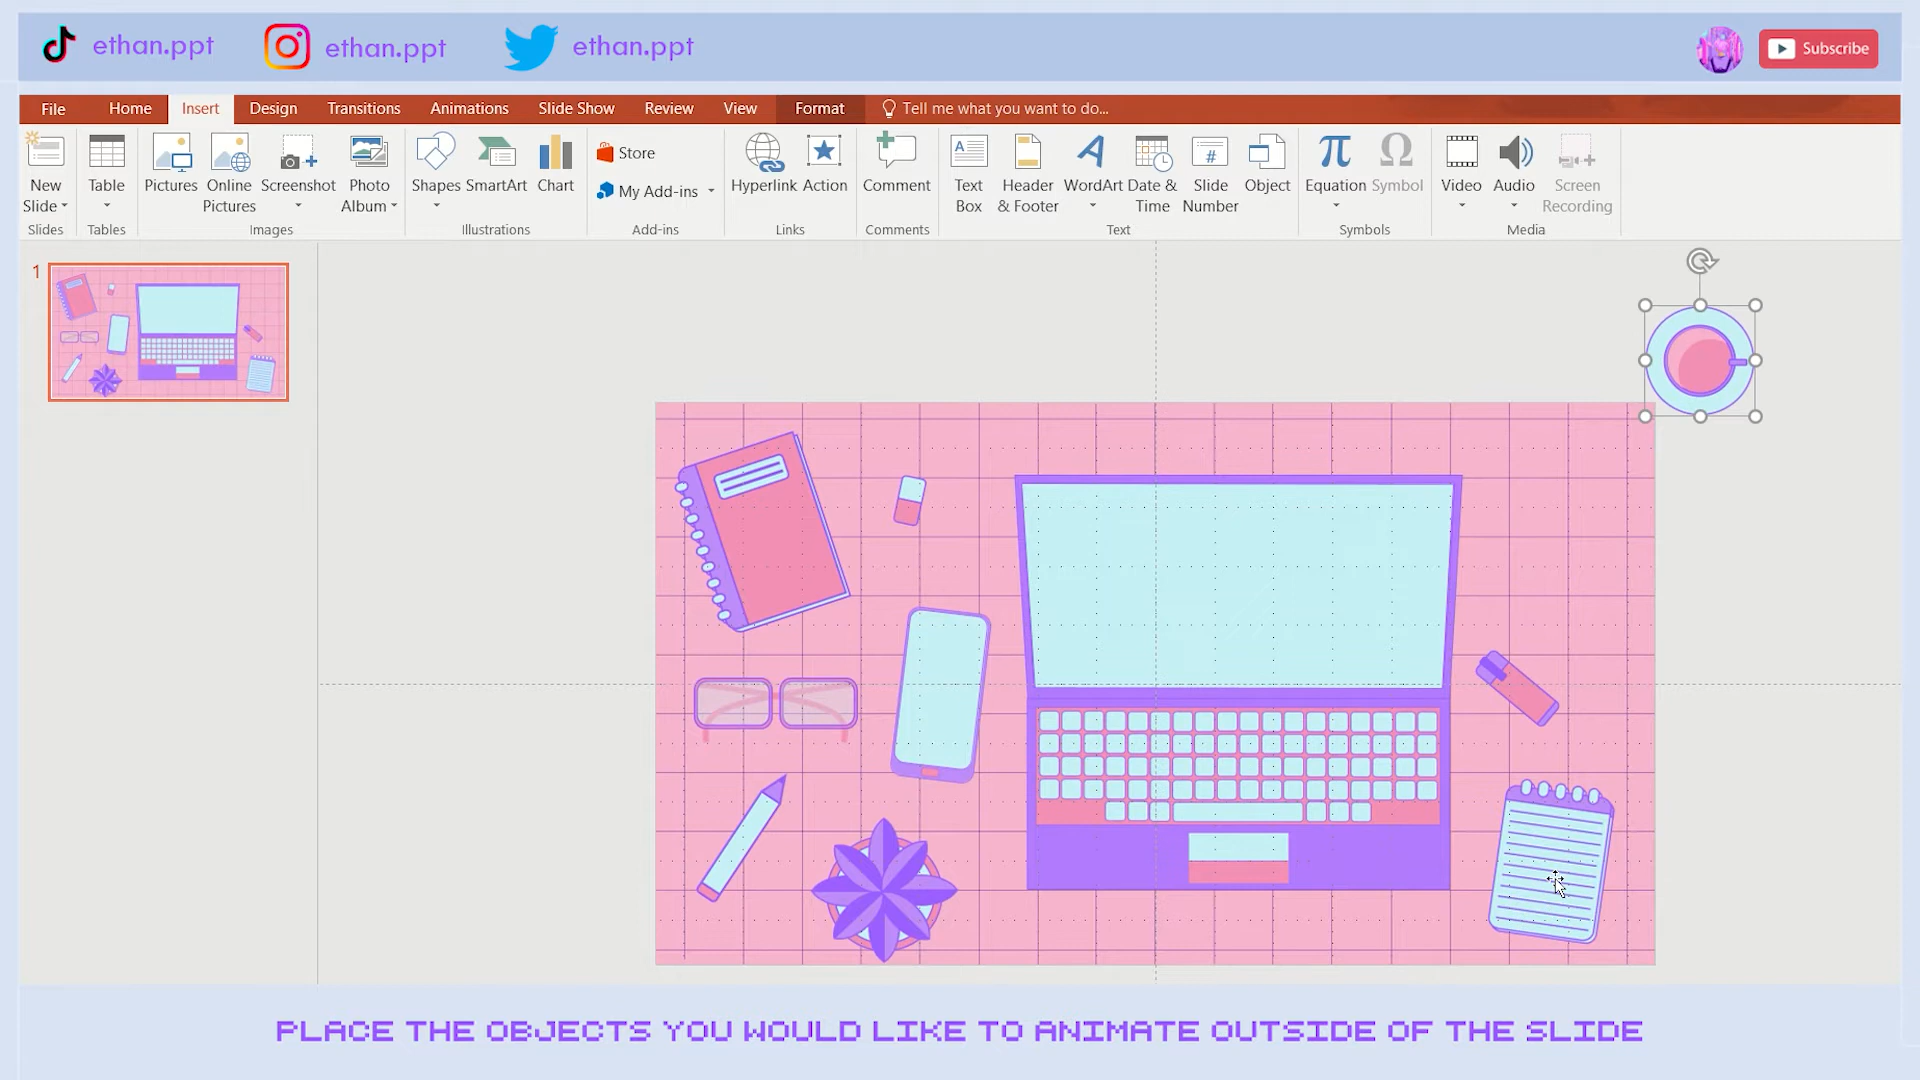 ethan.ppt
ethan.ppt
ethan.ppt
Subscribe
File
Home
Insert
Design
Transitions
Animations
Slide Show
Review
View
Format
Tell me what you want to do...
New
Slide
Table
Pictures
Online
Pictures
Screenshot
Photo
Album
Shapes
SmartArt
Chart
Store
My Add-ins
Hyperlink
Action
Comment
Text
Box
Header
& Footer
WordArt
Date &
Time
Slide
Number
Object
Equation
Symbol
Video
Audio
Screen
Recording
Slides
Tables
Images
Illustrations
Add-ins
Links
Comments
Text
Symbols
Media
1
PLACE THE OBJECTS YOU WOULD LIKE TO ANIMATE OUTSIDE OF THE SLIDE